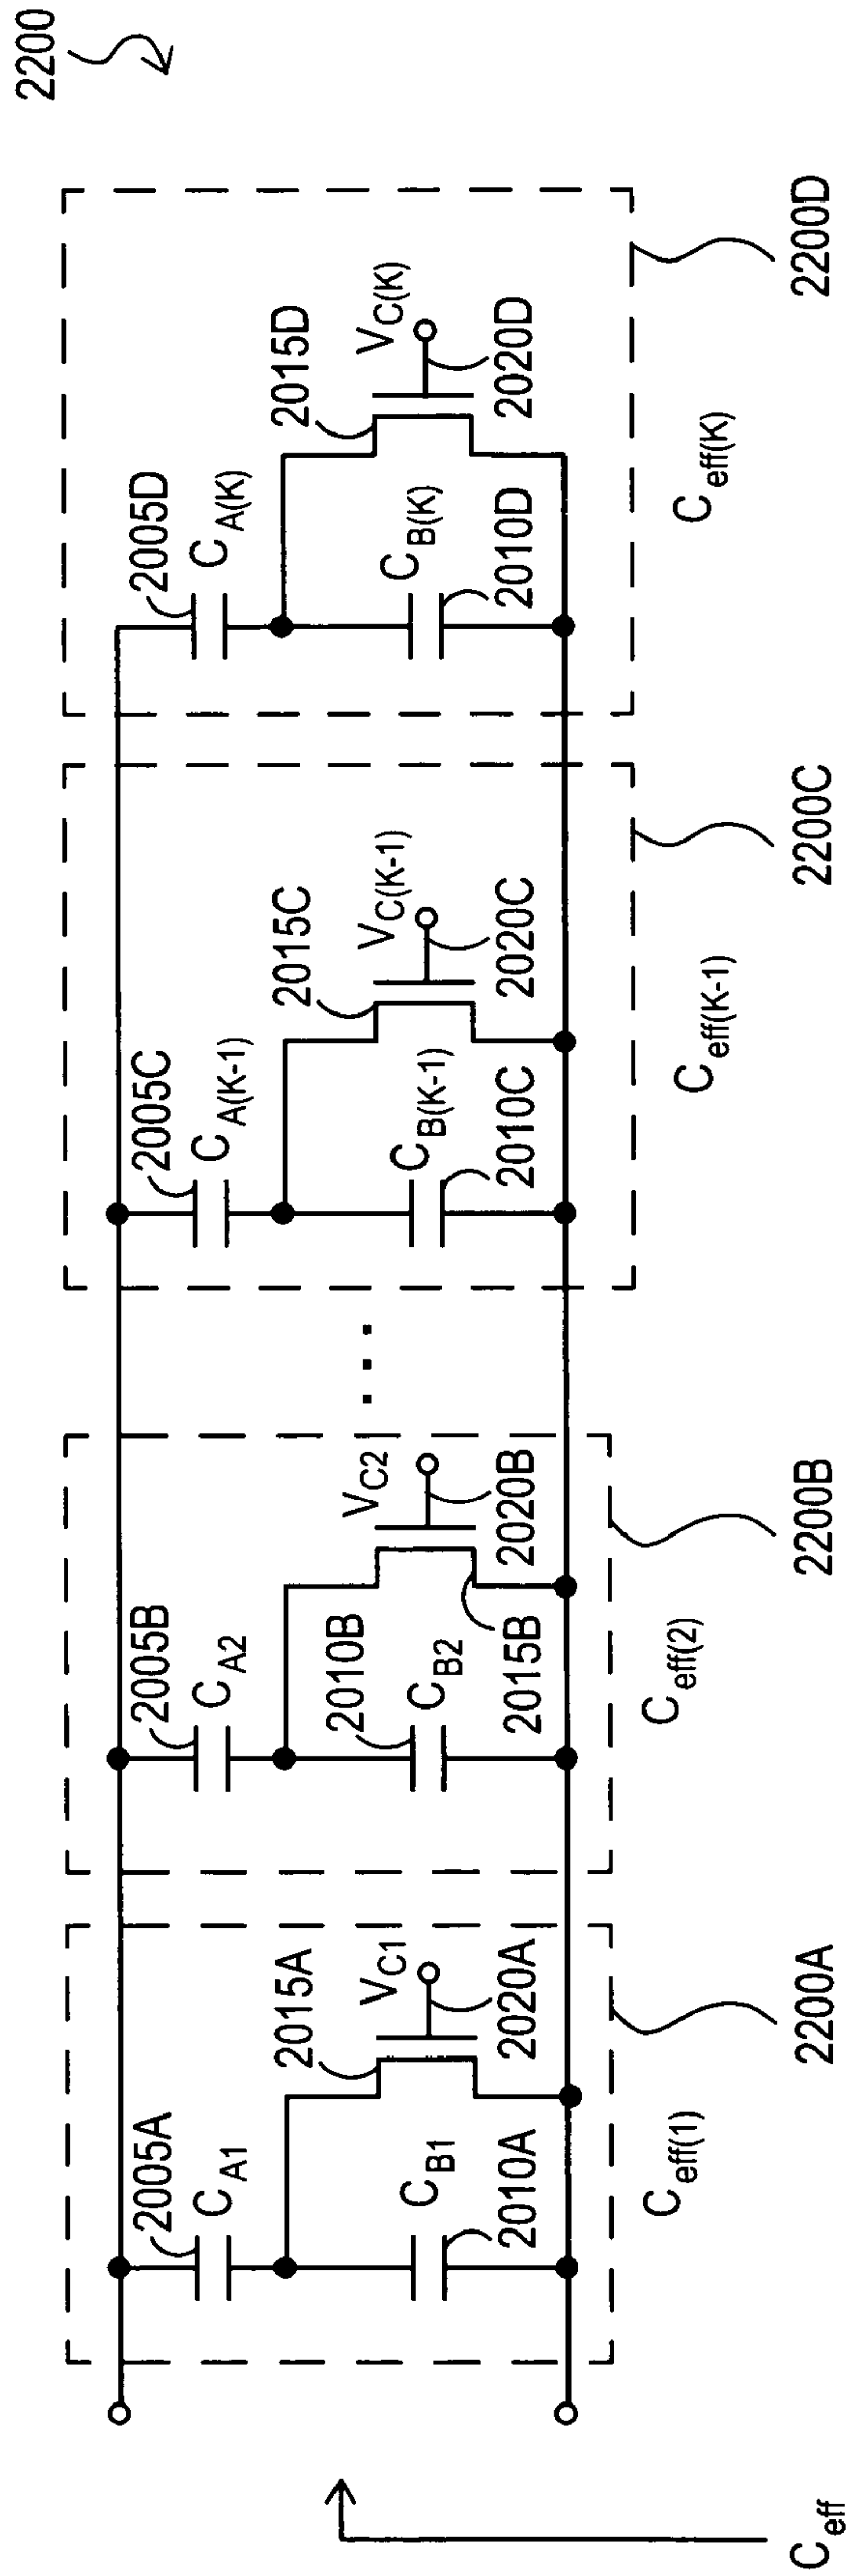 2200
2005A
C_A1
2015A
V_C1
C_B1
2010A
2020A
C_eff(1)
2200A
2005B
C_A2
V_C2
2010B
C_B2
2020B
2015B
C_eff(2)
2200B
...
2005C
C_A(K-1)
2015C
V_C(K-1)
C_B(K-1)
2010C
2020C
C_eff(K-1)
2200C
2005D
C_A(K)
2015D
V_C(K)
C_B(K)
2010D
2020D
C_eff(K)
2200D
C_eff